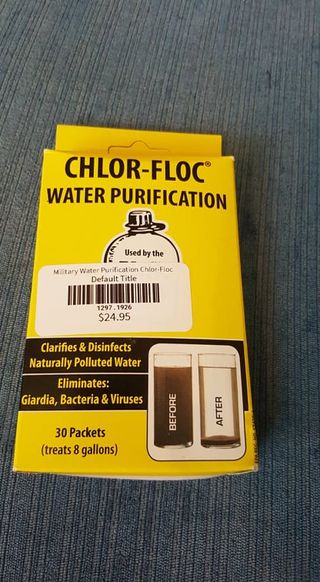 CHLOR-FLOC®
WATER PURIFICATION
Used by the
Military Water Purification Chlor-Floc
Default Title
1297.1926
$24.95
Clarifies & Disinfects
Naturally Polluted Water
Eliminates:
Giardia, Bacteria & Viruses
BEFORE
AFTER
30 Packets
(treats 8 gallons)